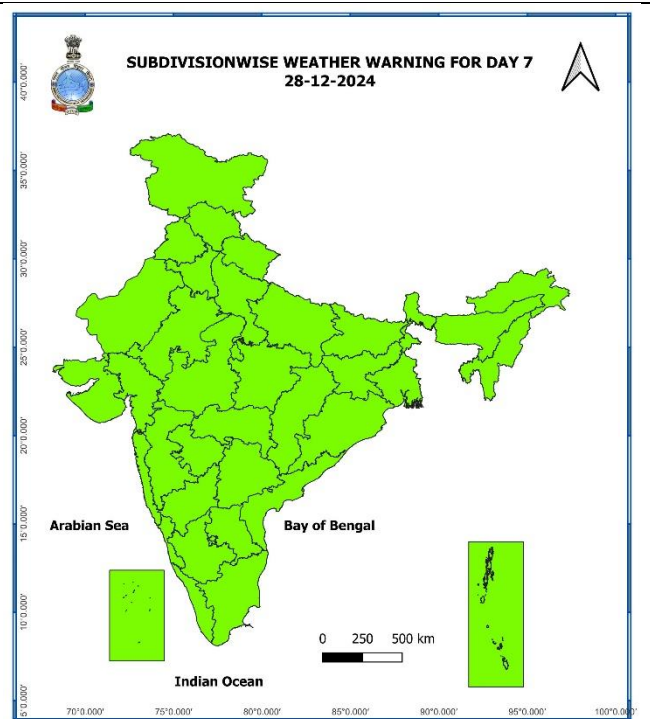 SUBDIVISIONWISE WEATHER WARNING FOR DAY 7
28-12-2024
40°0.000'
35°0.000'
30°0.000'
25°0.000'
20°0.000'
15°0.000'
10°0.000'
5°0.000'
Arabian Sea
Bay of Bengal
0 250 500 km
Indian Ocean
70°0.000' 75°0.000' 80°0.000' 85°0.000' 90°0.000' 95°0.000' 100°0.000'